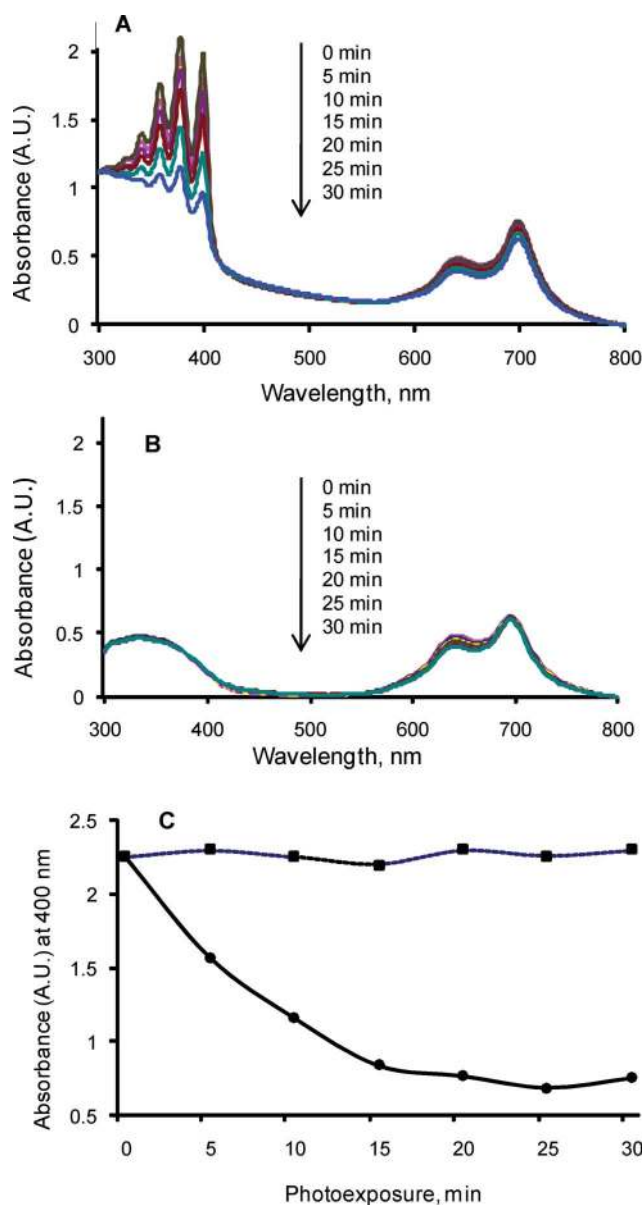 A
2
1.5
1
0.5
0
Absorbance (A.U.)
0 min
5 min
10 min
15 min
20 min
25 min
30 min
300 400 500 600 700 800
Wavelength, nm
B
2
1.5
1
0.5
0
Absorbance (A.U.)
0 min
5 min
10 min
15 min
20 min
25 min
30 min
300 400 500 600 700 800
Wavelength, nm
C
2.5
2
1.5
1
0.5
Absorbance (A.U.) at 400 nm
0 5 10 15 20 25 30
Photoexposure, min